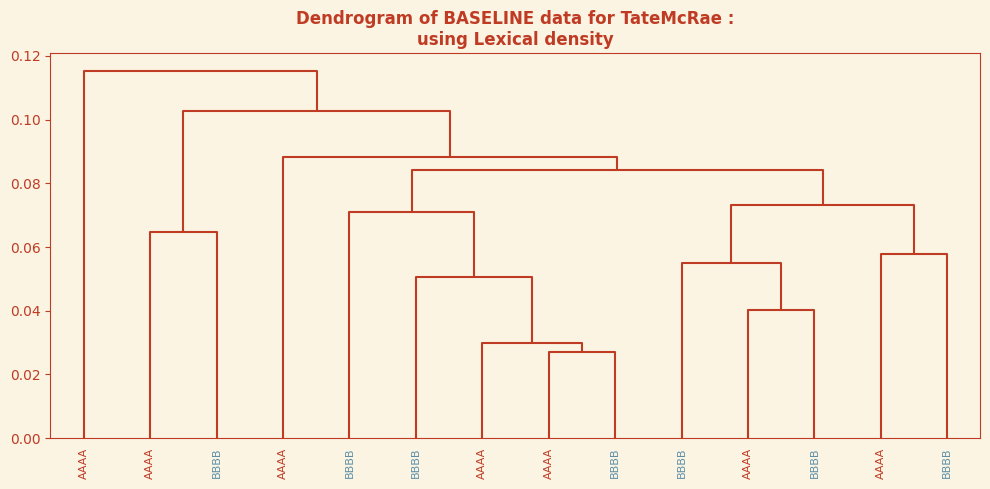 Dendrogram of BASELINE data for TateMcRae :
using Lexical density
0.12
0.10
0.08
0.06
0.04
0.02
0.00
AAAA AAAA BBBB AAAA BBBB BBBB AAAA AAAA BBBB BBBB AAAA BBBB AAAA BBBB